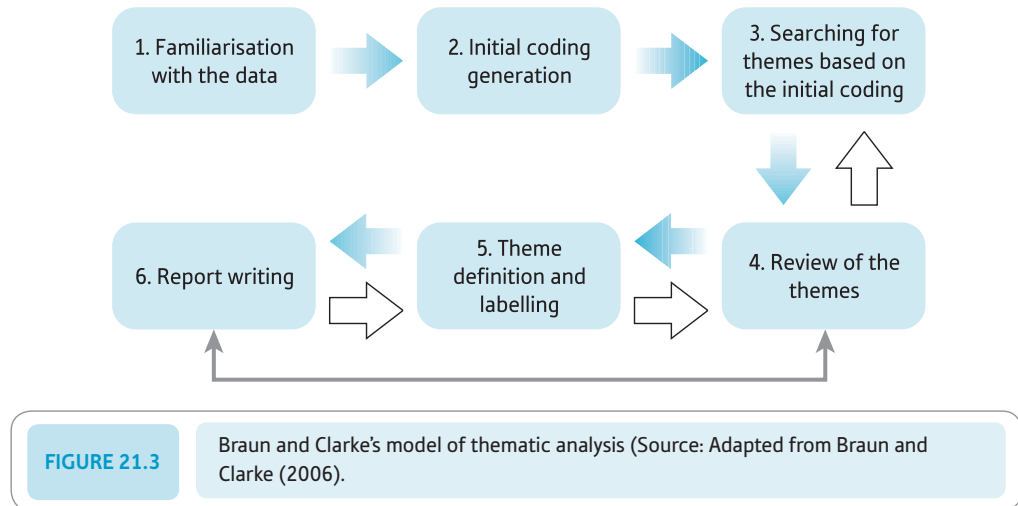 1. Familiarisation
with the data
2. Initial coding
generation
3. Searching for
themes based on
the initial coding
4. Review of the
themes
5. Theme
definition and
labelling
6. Report writing
FIGURE 21.3
Braun and Clarke's model of thematic analysis (Source: Adapted from Braun and
Clarke (2006).